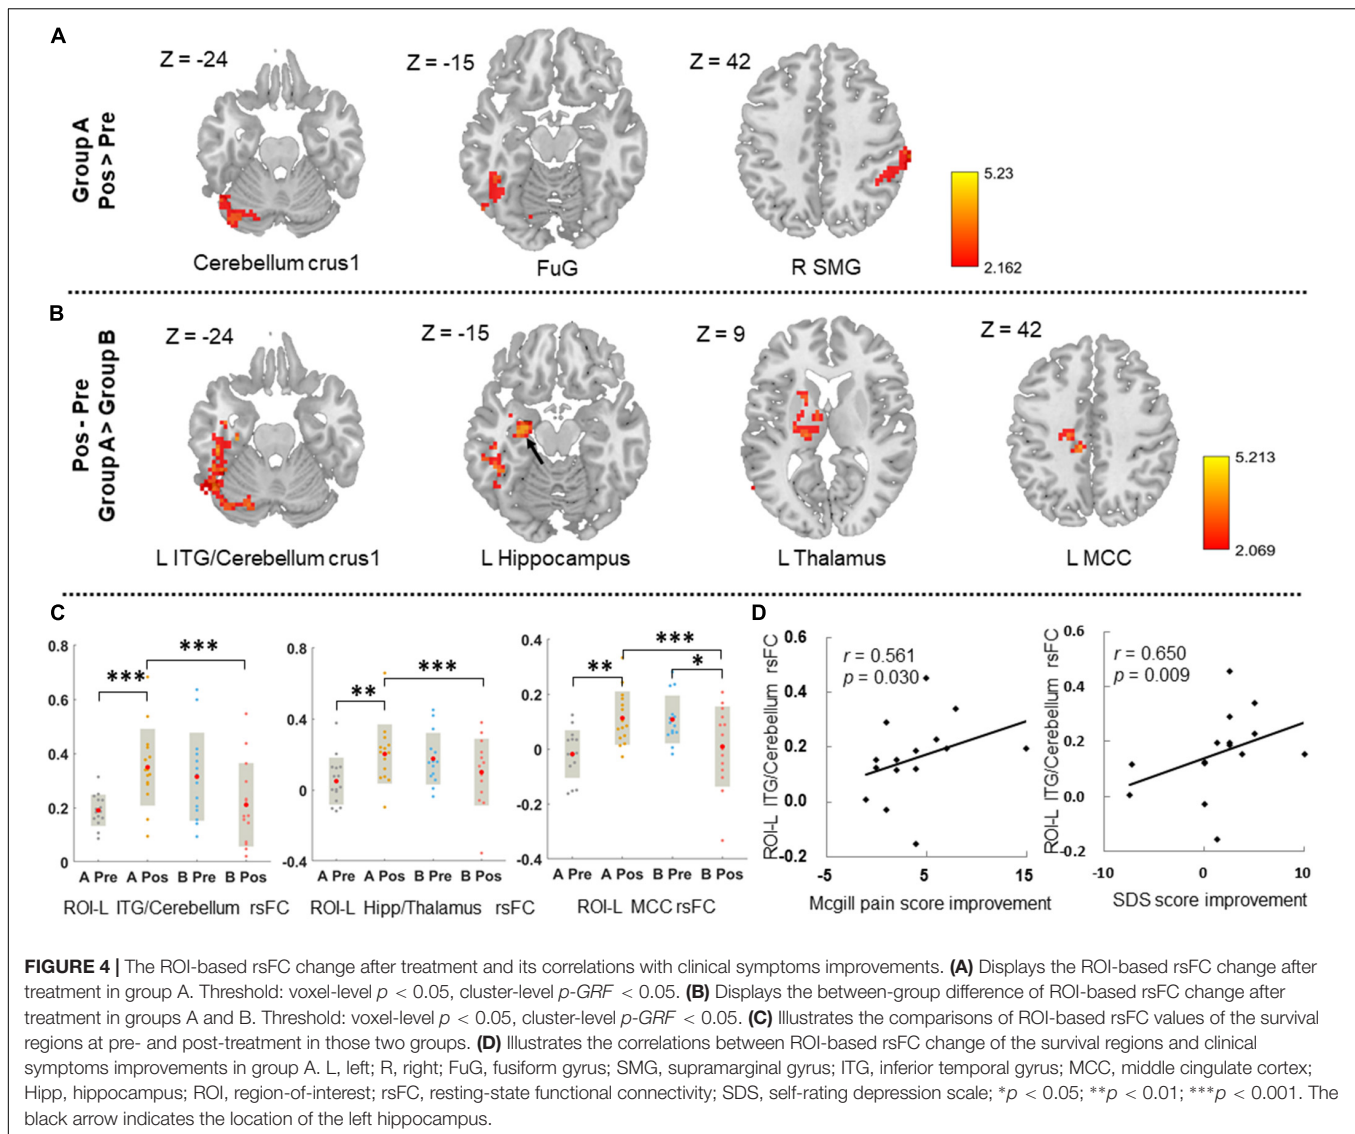 A
Z = -24
Z = -15
Z = 42
Group A
Pos > Pre
5.23
2.162
Cerebellum crus1
FuG
R SMG
B
Z = -24
Z = -15
Z = 9
Z = 42
Pos - Pre
Group A > Group B
5.213
2.069
L ITG/Cerebellum crus1
L Hippocampus
L Thalamus
L MCC
C
0.8
0.6
0.4
0.2
0
***
***
A Pre A Pos B Pre B Pos
ROI-L ITG/Cerebellum rsFC
0.8
0.4
0
-0.4
**
***
A Pre A Pos B Pre B Pos
ROI-L Hipp/Thalamus rsFC
0.4
0.2
0
-0.2
-0.4
**
***
*
A Pre A Pos B Pre B Pos
ROI-L MCC rsFC
D
ROI-L ITG/Cerebellum rsFC
0.6
0.4
0.2
0.0
-0.2
r = 0.561
p = 0.030
-5 5 15
Mcgill pain score improvement
ROI-L ITG/Cerebellum rsFC
0.6
0.4
0.2
0.0
-0.2
r = 0.650
p = 0.009
-10 0 10
SDS score improvement
FIGURE 4 | The ROI-based rsFC change after treatment and its correlations with clinical symptoms improvements. (A) Displays the ROI-based rsFC change after
treatment in group A. Threshold: voxel-level p < 0.05, cluster-level p-GRF < 0.05. (B) Displays the between-group difference of ROI-based rsFC change after
treatment in groups A and B. Threshold: voxel-level p < 0.05, cluster-level p-GRF < 0.05. (C) Illustrates the comparisons of ROI-based rsFC values of the survival
regions at pre- and post-treatment in those two groups. (D) Illustrates the correlations between ROI-based rsFC change of the survival regions and clinical
symptoms improvements in group A. L, left; R, right; FuG, fusiform gyrus; SMG, supramarginal gyrus; ITG, inferior temporal gyrus; MCC, middle cingulate cortex;
Hipp, hippocampus; ROI, region-of-interest; rsFC, resting-state functional connectivity; SDS, self-rating depression scale; *p < 0.05; **p < 0.01; ***p < 0.001. The
black arrow indicates the location of the left hippocampus.